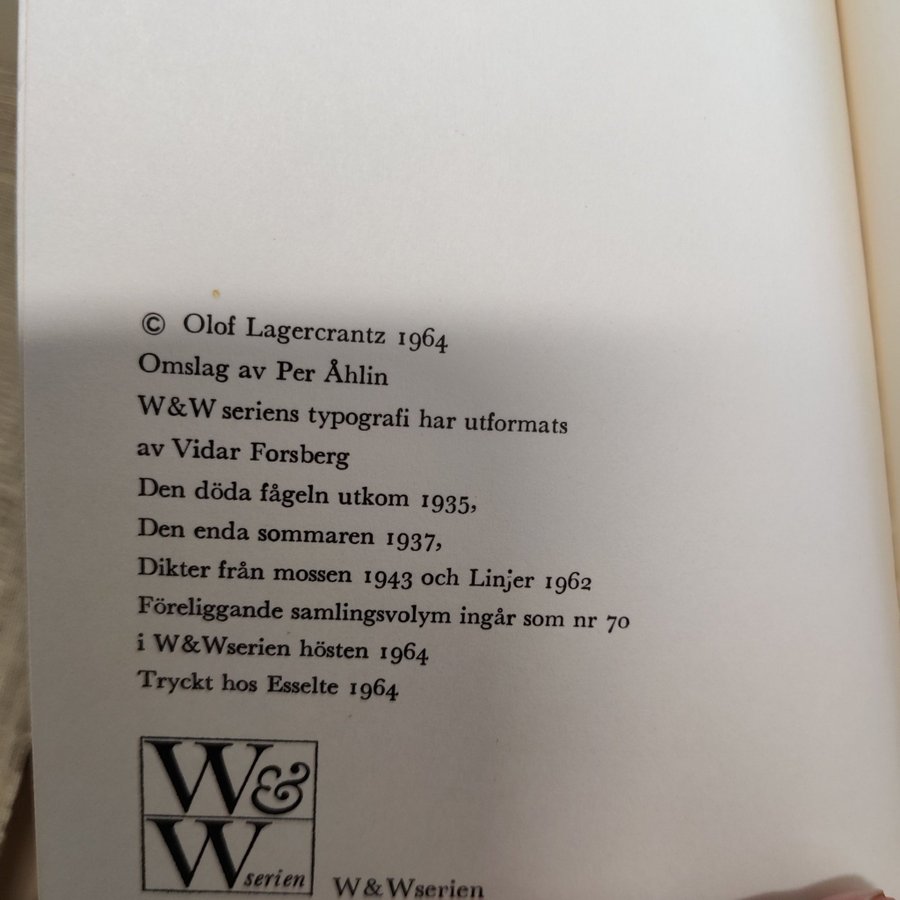 © Olof Lagercrantz 1964
Omslag av Per Åhlin
W&W seriens typografi har utformats
av Vidar Forsberg
Den döda fågeln utkom 1935,
Den enda sommaren 1937,
Dikter från mossen 1943 och Linjer 1962
Föreliggande samlingsvolym ingår som nr 70
i W&Wserien hösten 1964
Tryckt hos Esselte 1964
W&
W serien
W&Wserien